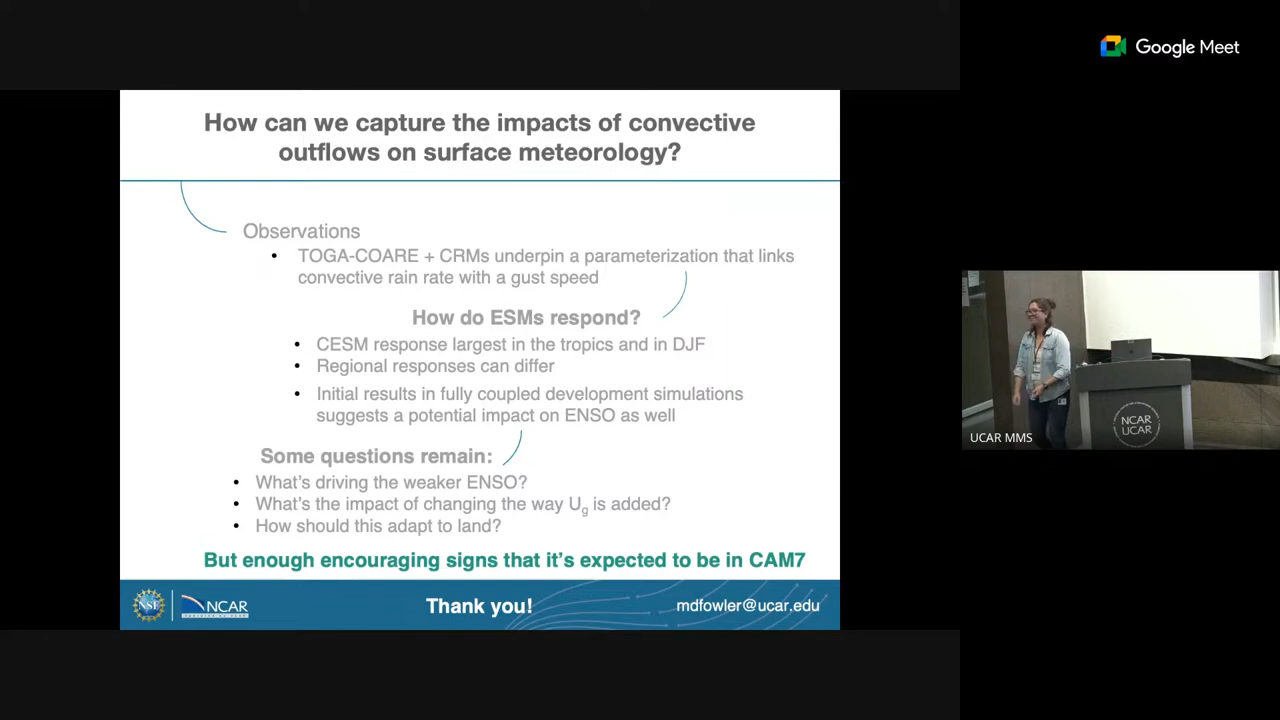 Google Meet
How can we capture the impacts of convective
outflows on surface meteorology?
Observations
• TOGA-COARE + CRMs underpin a parameterization that links
convective rain rate with a gust speed
How do ESMs respond?
• CESM response largest in the tropics and in DJF
• Regional responses can differ
• Initial results in fully coupled development simulations
suggests a potential impact on ENSO as well
Some questions remain:
• What's driving the weaker ENSO?
• What's the impact of changing the way Ug is added?
• How should this adapt to land?
But enough encouraging signs that it's expected to be in CAM7
NSF
NCAR
Thank you!
mdfowler@ucar.edu
NCAR
UCAR
UCAR MMS